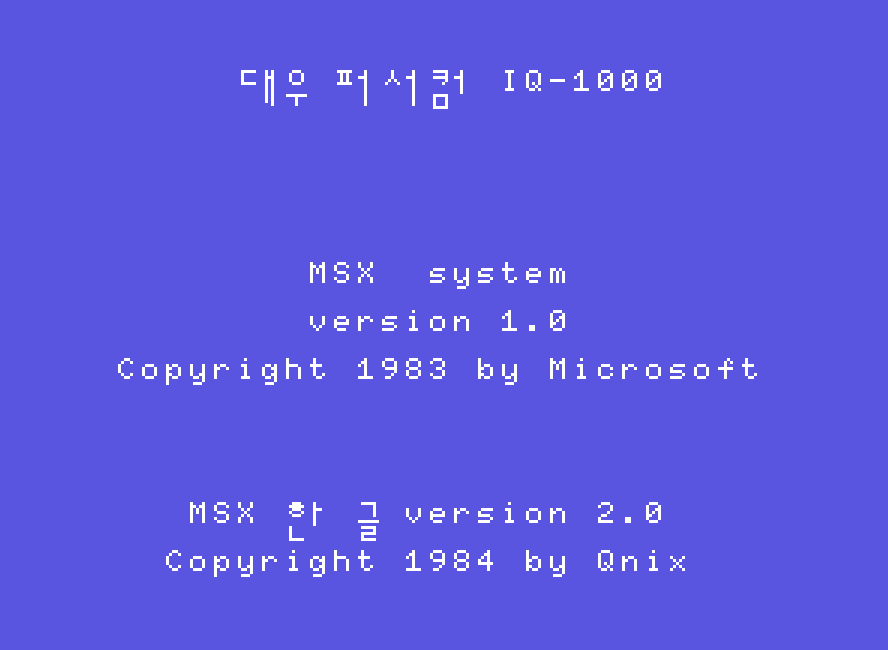 대우 퍼서컴 IQ-1000
MSX system
version 1.0
Copyright 1983 by Microsoft
MSX 한글 version 2.0
Copyright 1984 by Qnix